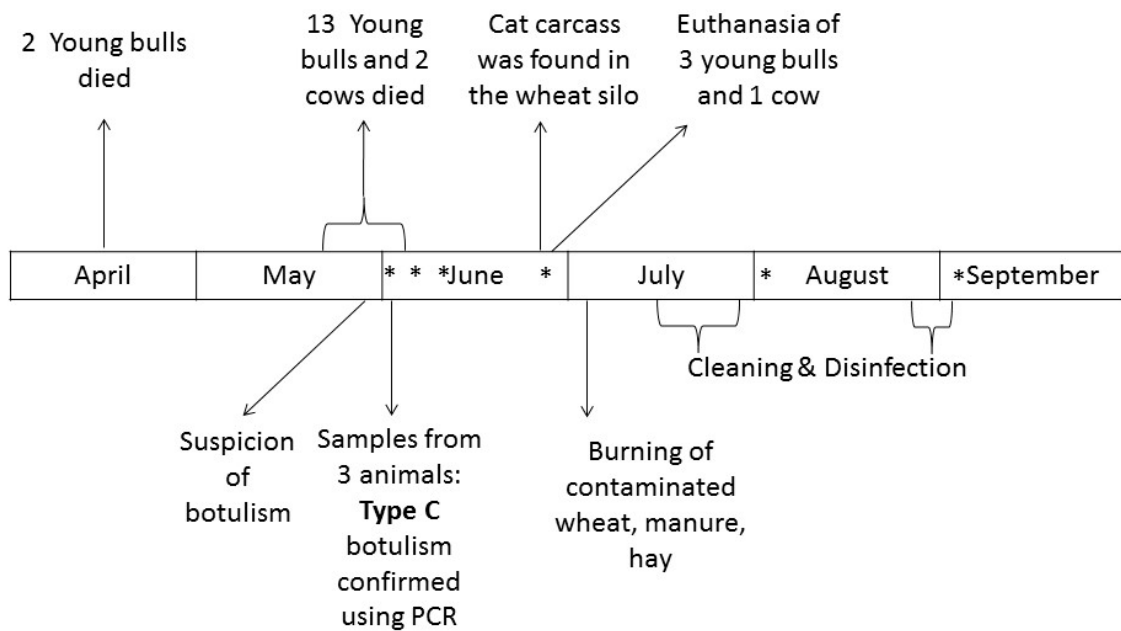 2 Young bulls
died
13 Young
bulls and 2
cows died
Cat carcass
was found in
the wheat silo
Euthanasia of
3 young bulls
and 1 cow
April
May
* * *June *
July
* August
*September
Cleaning & Disinfection
Suspicion
of
botulism
Samples from
3 animals:
Type C
botulism
confirmed
using PCR
Burning of
contaminated
wheat, manure,
hay